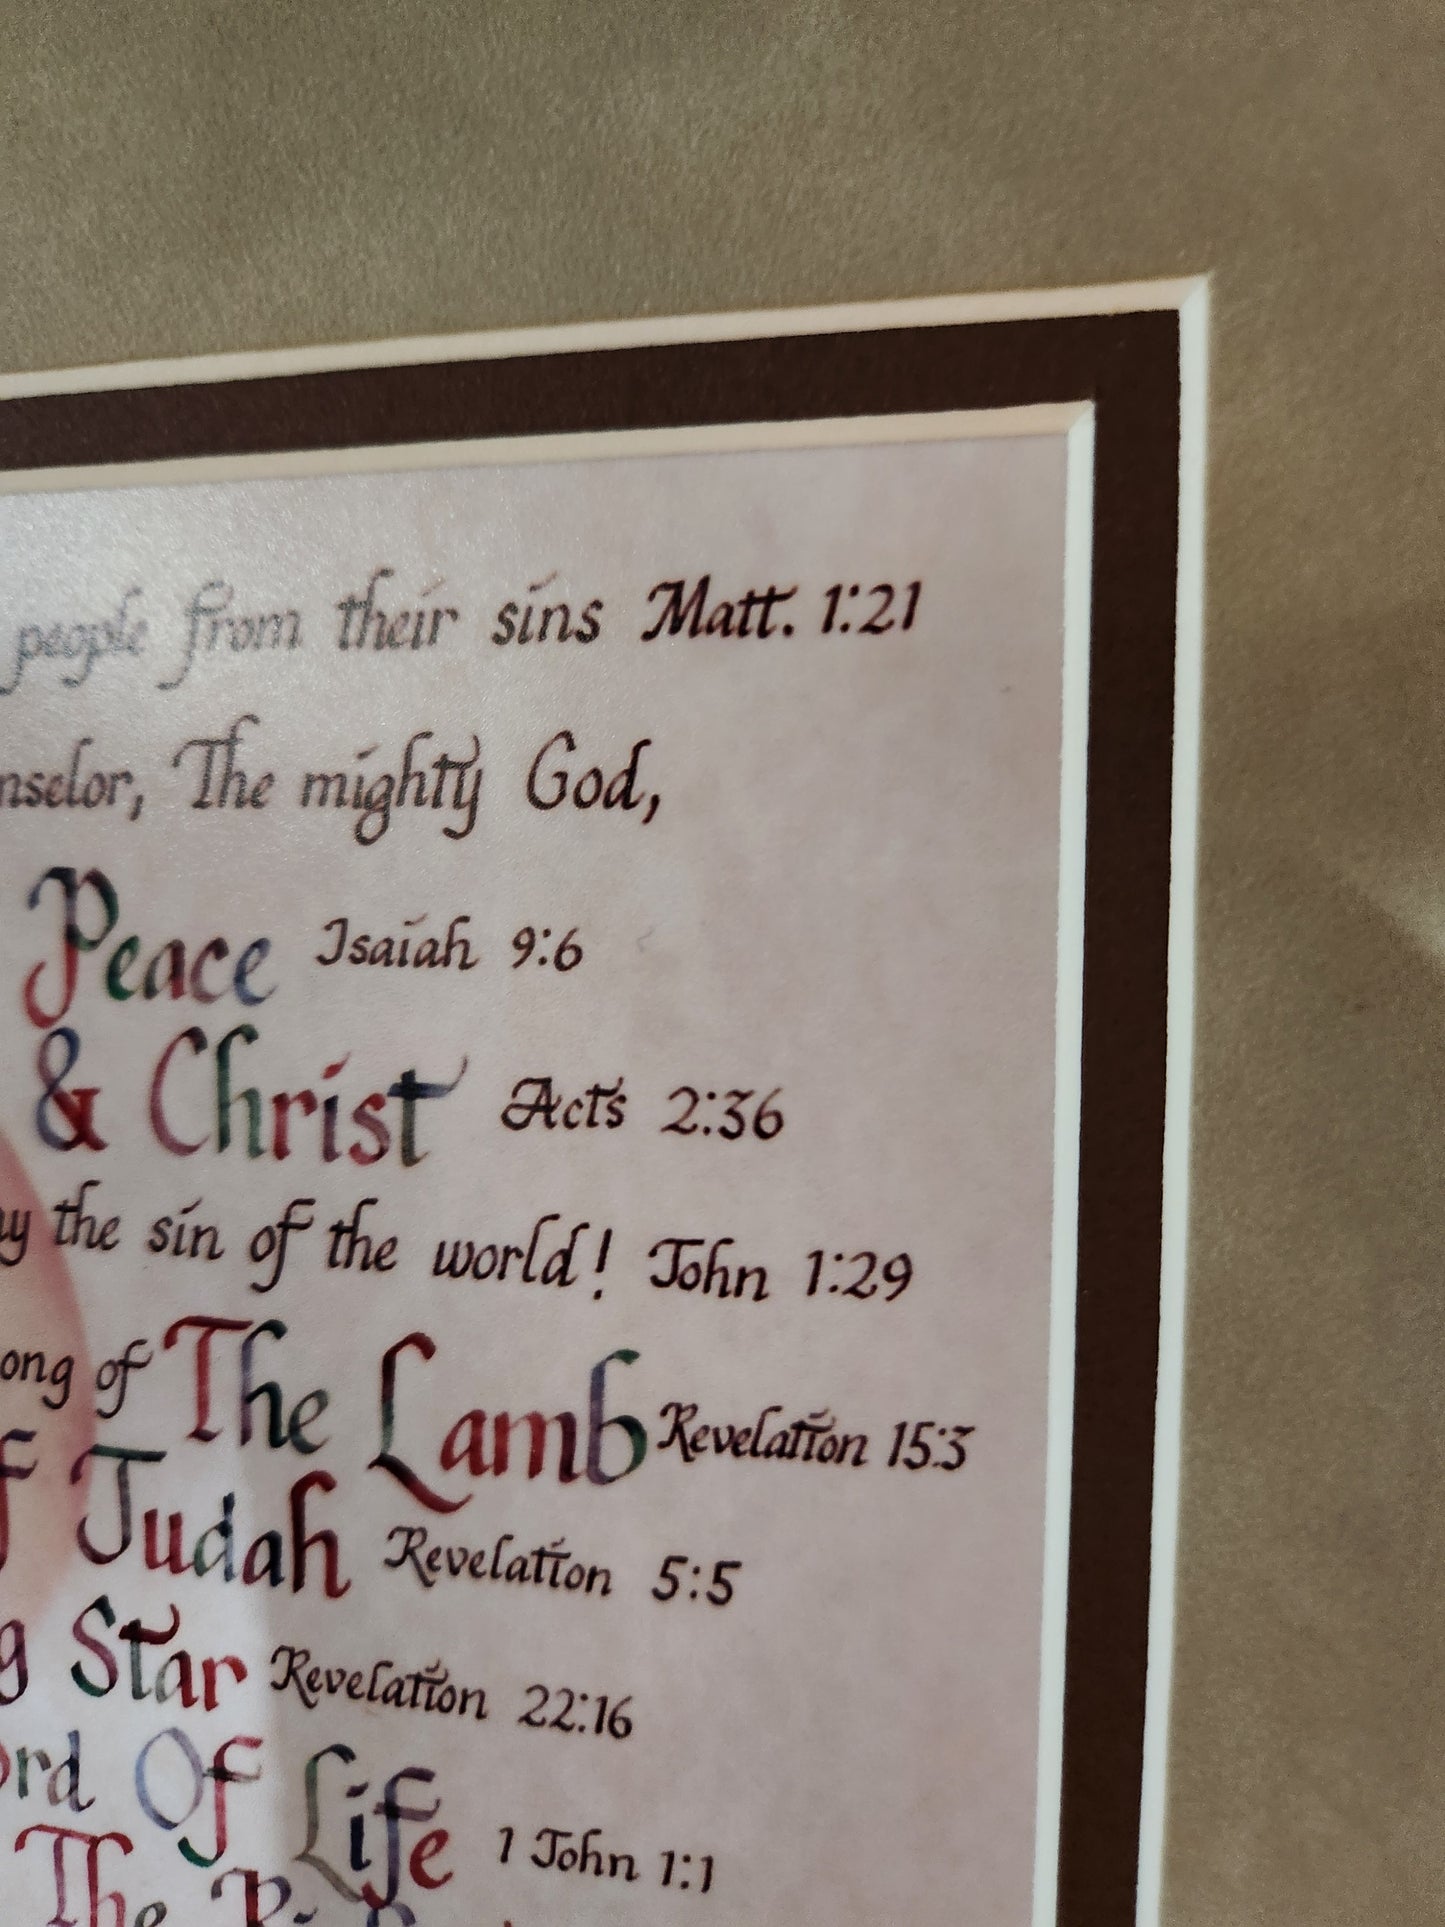 people from their sins Matt. 1:21
nselor, The mighty God,
Peace Isaiah 9:6
& Christ Acts 2:36
ay the sin of the world! John 1:29
ong of The Lamb Revelation 15:3
f Judah Revelation 5:5
g Star Revelation 22:16
ord Of Life 1 John 1:1
The